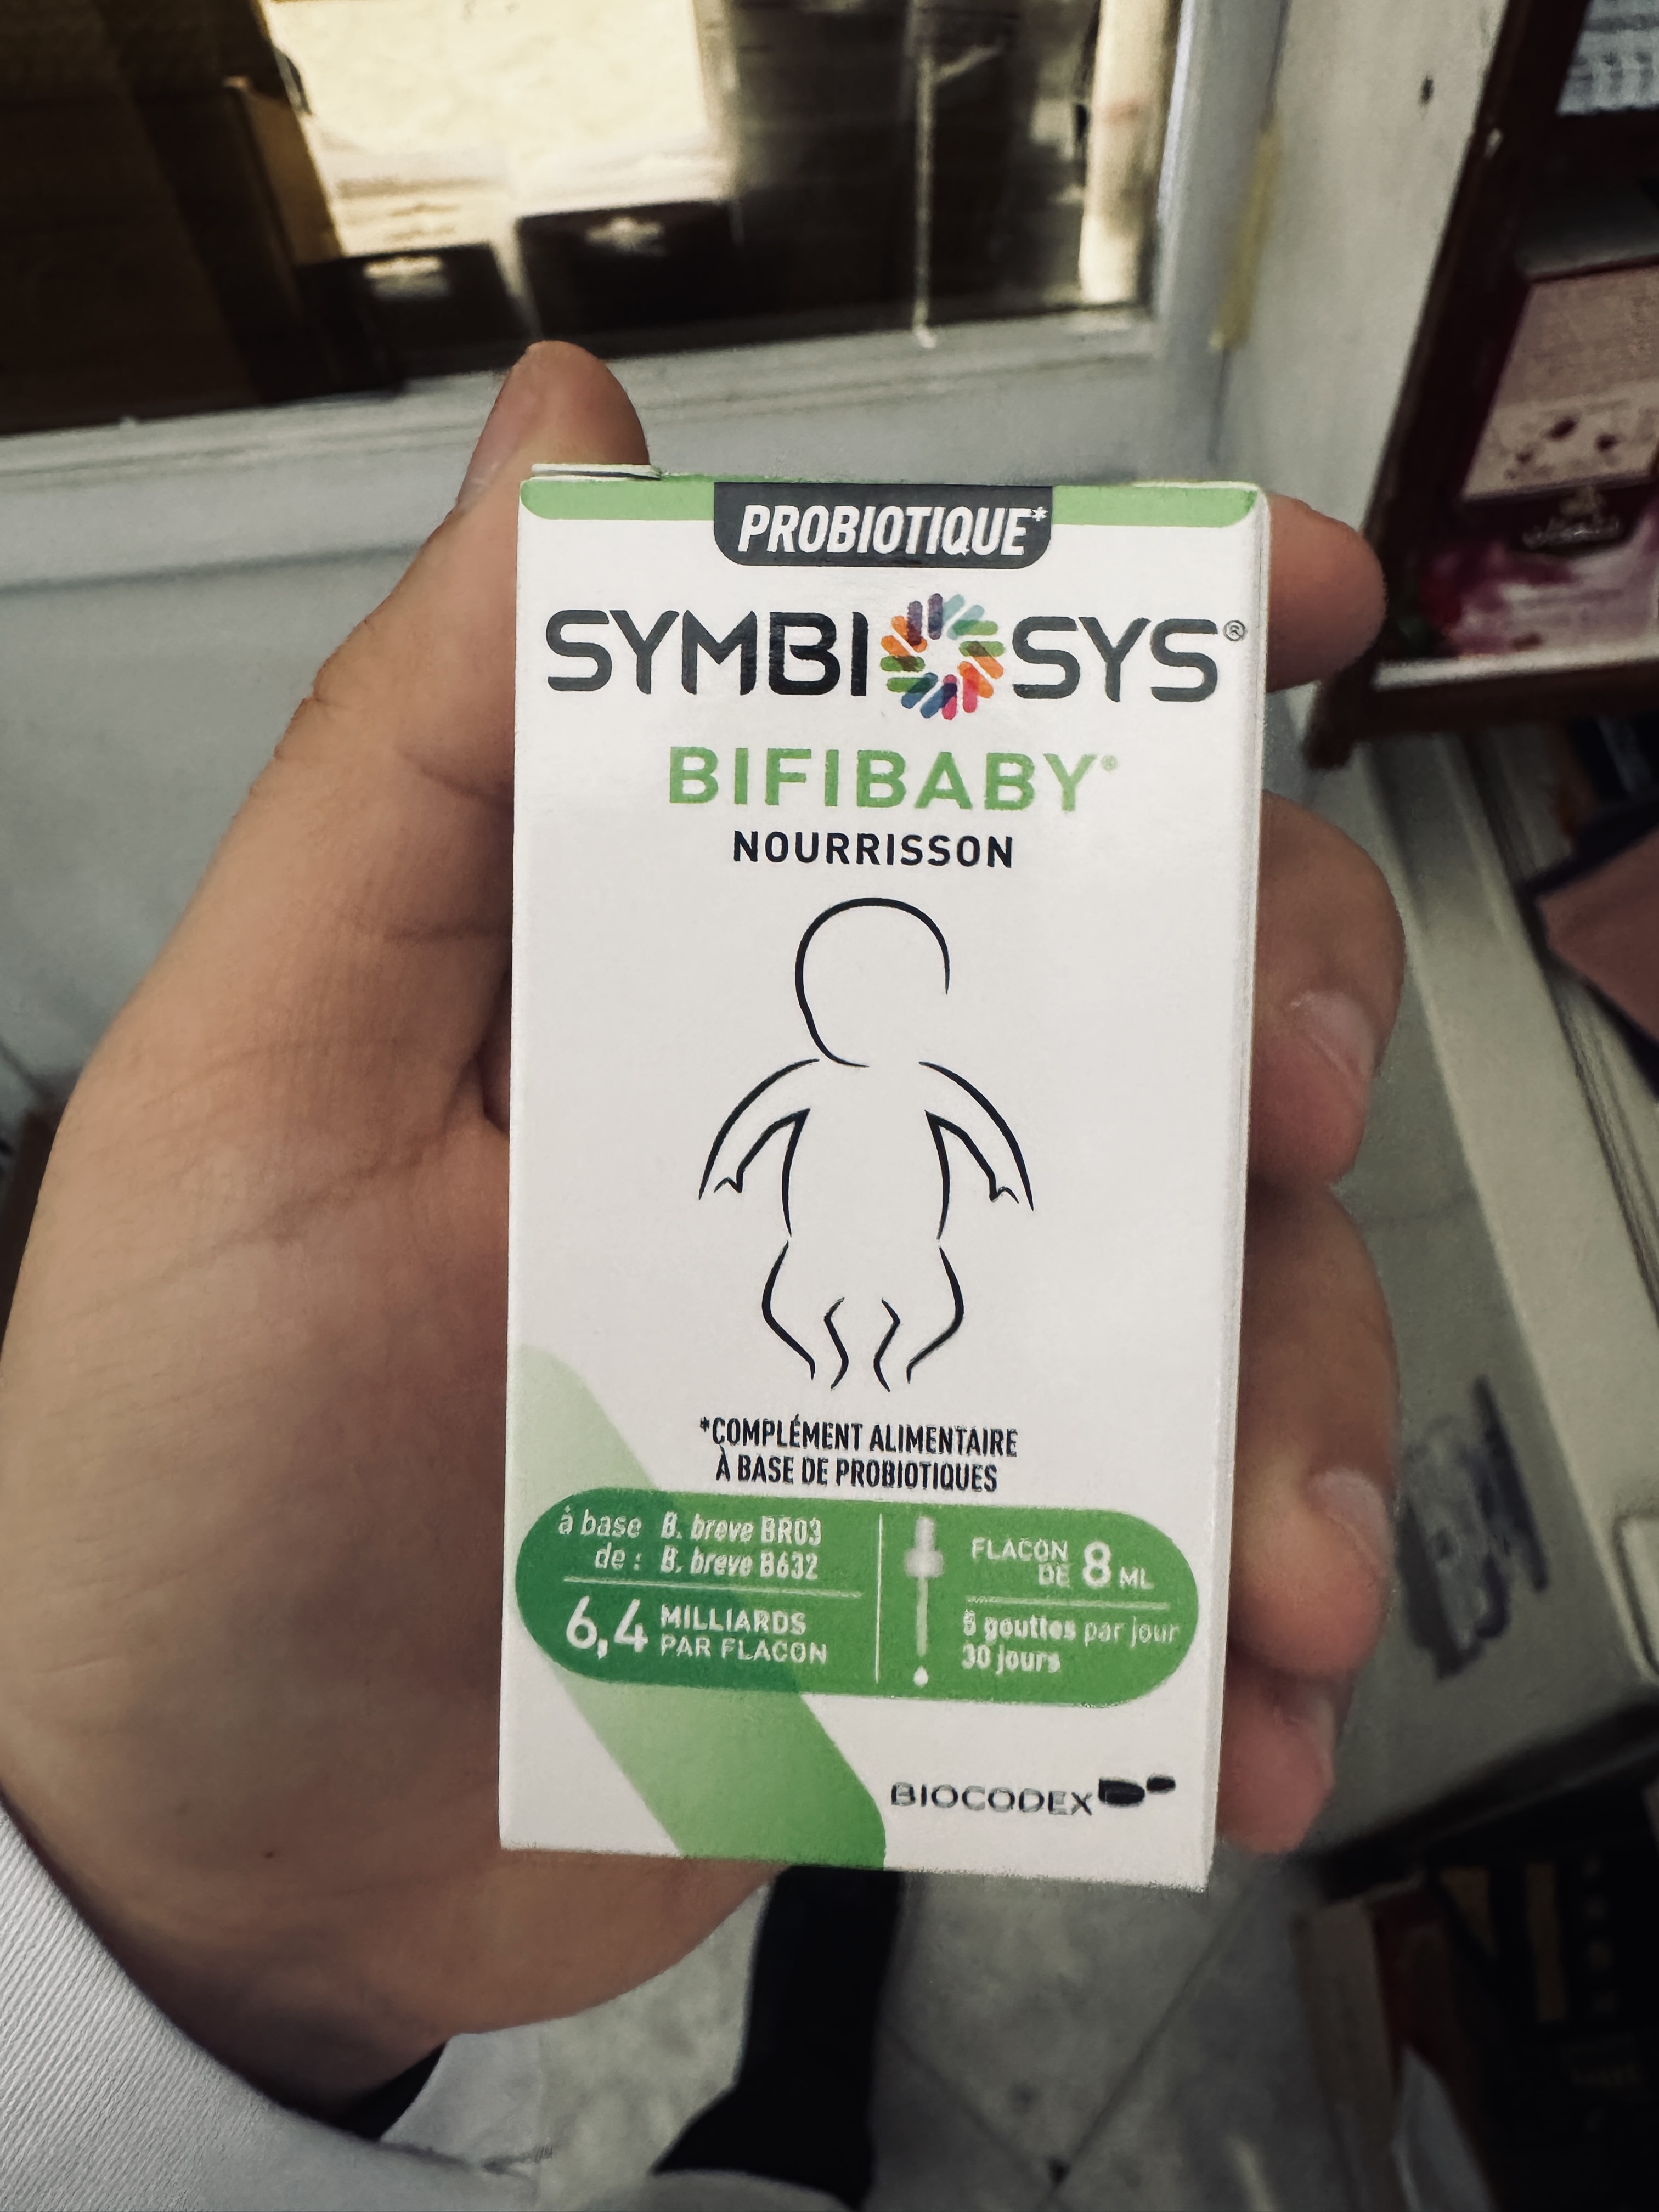 PROBIOTIQUE*
SYMBIOSYS®
BIFIBABY®
NOURRISSON
*COMPLÉMENT ALIMENTAIRE
À BASE DE PROBIOTIQUES
à base B. breve BR03
de : B. breve B632
6,4 MILLIARDS
PAR FLACON
FLACON
DE 8 ML
5 gouttes par jour
30 jours
BIOCODEX